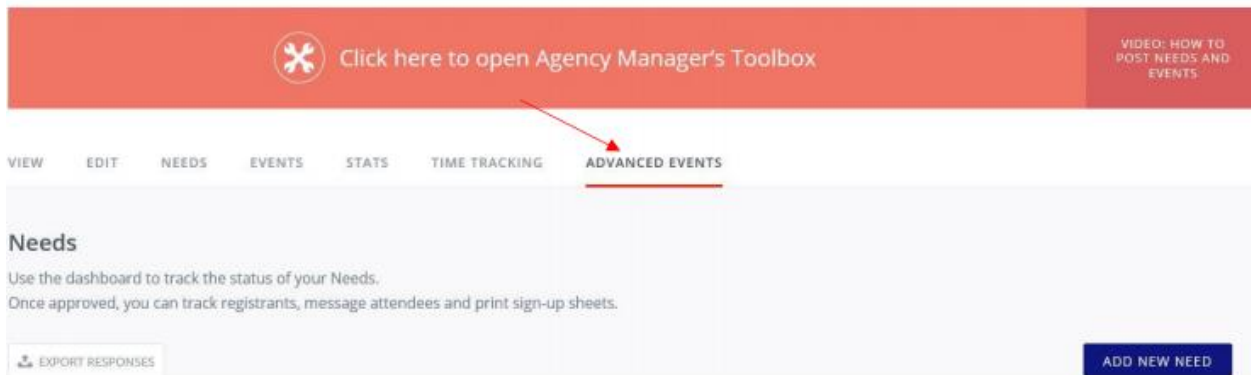 Click here to open Agency Manager's Toolbox
VIDEO: HOW TO
POST NEEDS AND
EVENTS
VIEW EDIT NEEDS EVENTS STATS TIME TRACKING ADVANCED EVENTS
Needs
Use the dashboard to track the status of your Needs.
Once approved, you can track registrants, message attendees and print sign-up sheets.
EXPORT RESPONSES
ADD NEW NEED